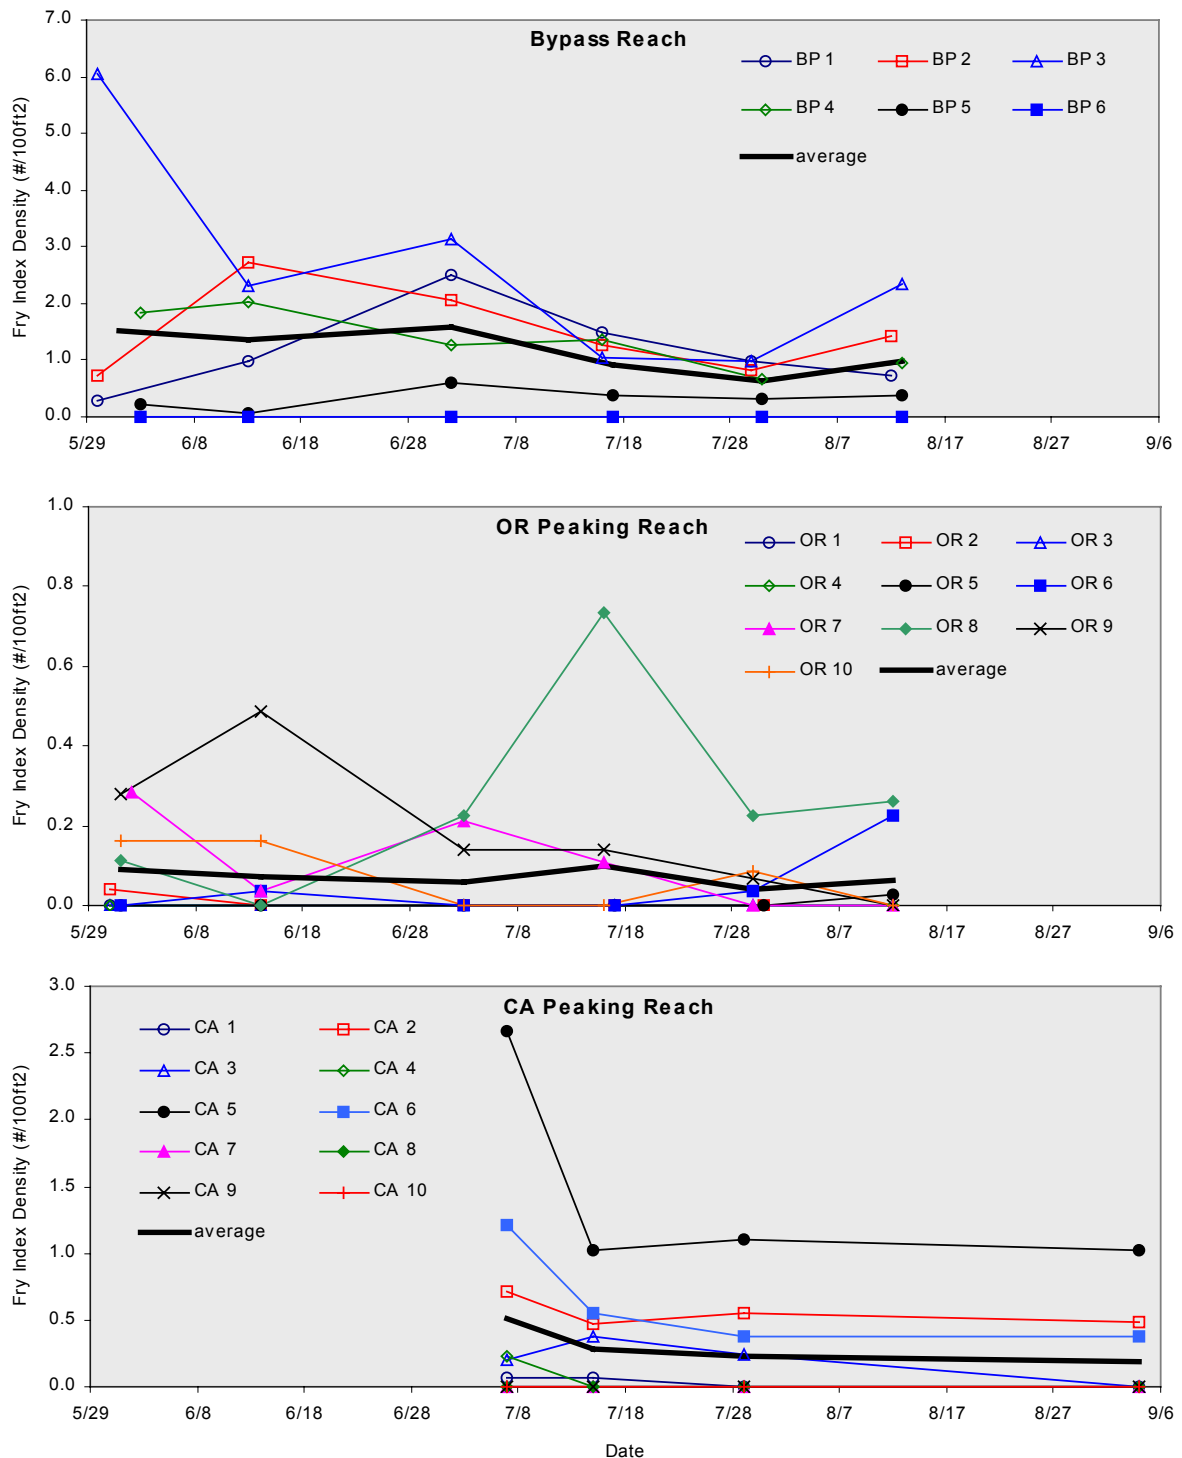 Bypass Reach
Fry Index Density (#/100ft2)
7.0
6.0
5.0
4.0
3.0
2.0
1.0
0.0
BP 1 BP 2 BP 3
BP 4 BP 5 BP 6
average
5/29 6/8 6/18 6/28 7/8 7/18 7/28 8/7 8/17 8/27 9/6
OR Peaking Reach
Fry Index Density (#/100ft2)
1.0
0.8
0.6
0.4
0.2
0.0
OR 1 OR 2 OR 3
OR 4 OR 5 OR 6
OR 7 OR 8 OR 9
OR 10 average
5/29 6/8 6/18 6/28 7/8 7/18 7/28 8/7 8/17 8/27 9/6
CA Peaking Reach
Fry Index Density (#/100ft2)
3.0
2.5
2.0
1.5
1.0
0.5
0.0
CA 1 CA 2
CA 3 CA 4
CA 5 CA 6
CA 7 CA 8
CA 9 CA 10
average
5/29 6/8 6/18 6/28 7/8 7/18 7/28 8/7 8/17 8/27 9/6
Date